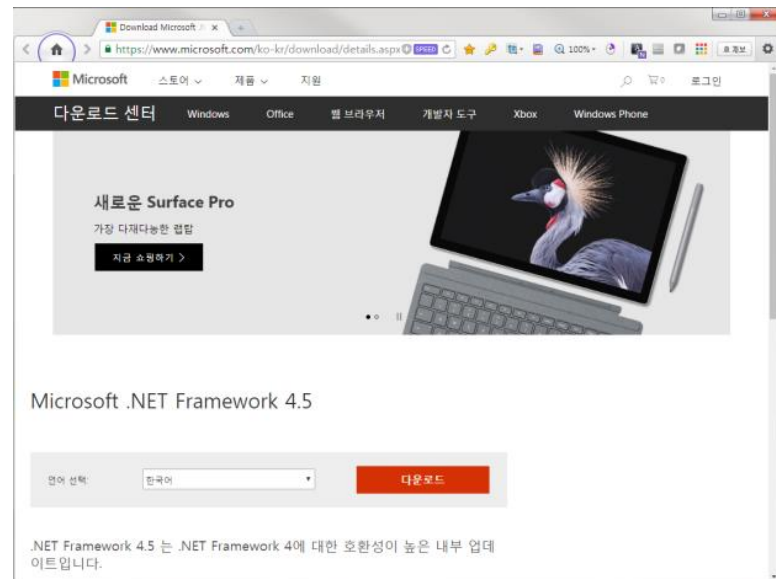 Download Microsoft
https://www.microsoft.com/ko-kr/download/details.aspx
SPEED
100%
Microsoft 스토어 제품 지원 0 로그인
다운로드 센터 Windows Office 웹 브라우저 개발자 도구 Xbox Windows Phone
새로운 Surface Pro
가장 다재다능한 랩탑
지금 쇼핑하기 >
Microsoft .NET Framework 4.5
언어 선택: 한국어 다운로드
.NET Framework 4.5 는 .NET Framework 4에 대한 호환성이 높은 내부 업데
이트입니다.